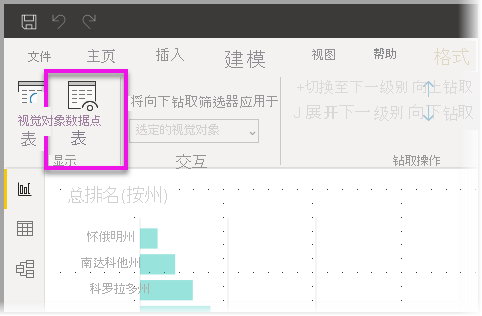 文件 主页 插入 建模 视图 帮助 格式
将向下钻取筛选器应用于 +切换至下一级别 向上钻取
视觉对象数据点 选定的视觉对象 J 展开下一级别 向下钻取
表 表
显示 交互 钻取操作
总排名(按州)
怀俄明州
南达科他州
科罗拉多州